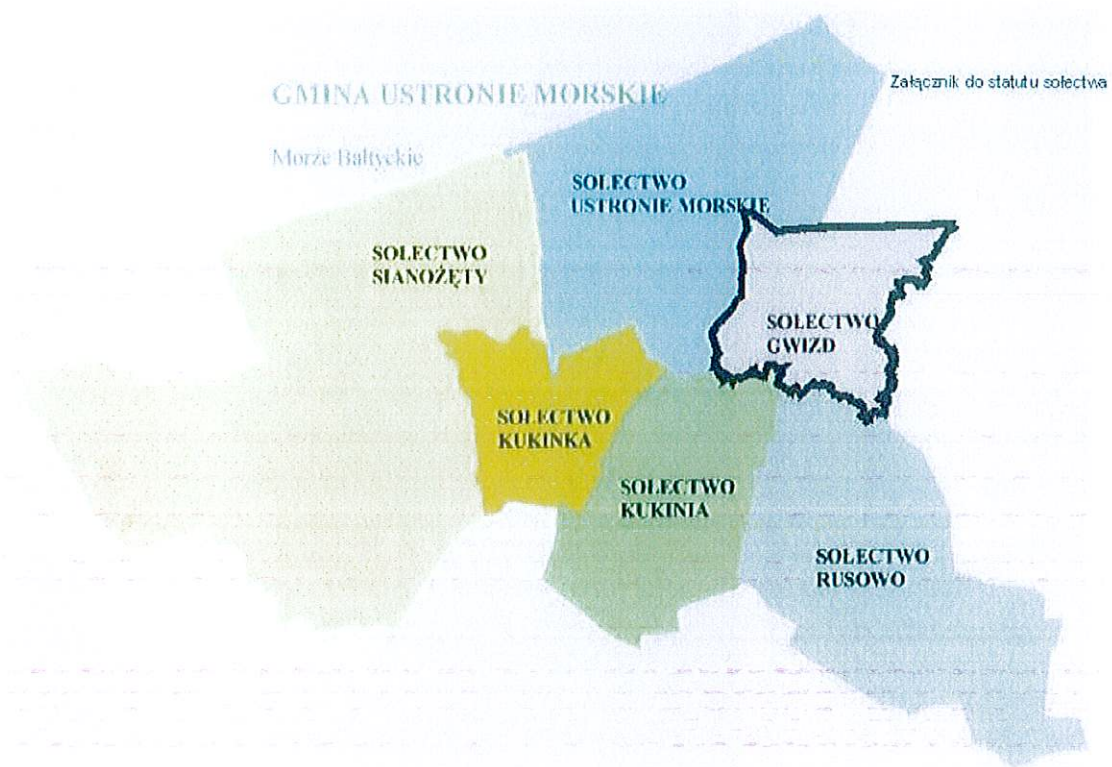 Załącznik do statutu sołectwa
GMINA USTRONIE MORSKIE
Morze Bałtyckie
SOŁECTWO
USTRONIE MORSKIE
SOŁECTWO
SIANOŻĘTY
SOŁECTWO
GWIZD
SOŁECTWO
KUKINKA
SOŁECTWO
KUKINIA
SOŁECTWO
RUSOWO